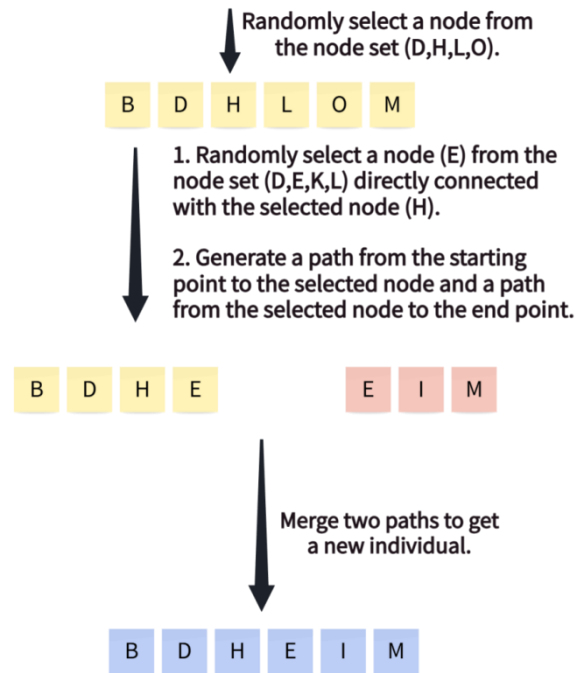 Randomly select a node from
the node set (D,H,L,O).
B D H L O M
1. Randomly select a node (E) from the
node set (D,E,K,L) directly connected
with the selected node (H).
2. Generate a path from the starting
point to the selected node and a path
from the selected node to the end point.
B D H E E I M
Merge two paths to get
a new individual.
B D H E I M